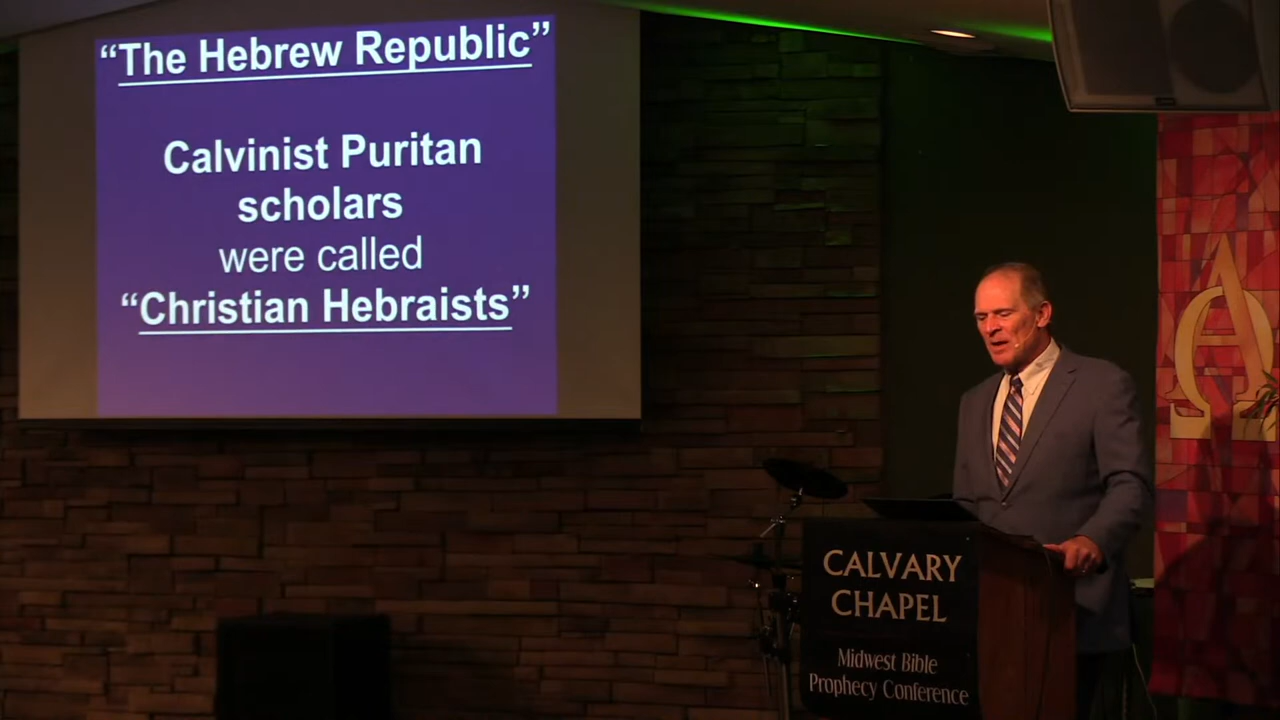 “The Hebrew Republic”
Calvinist Puritan
scholars
were called
“Christian Hebraists”
CALVARY
CHAPEL
Midwest Bible
Prophecy Conference